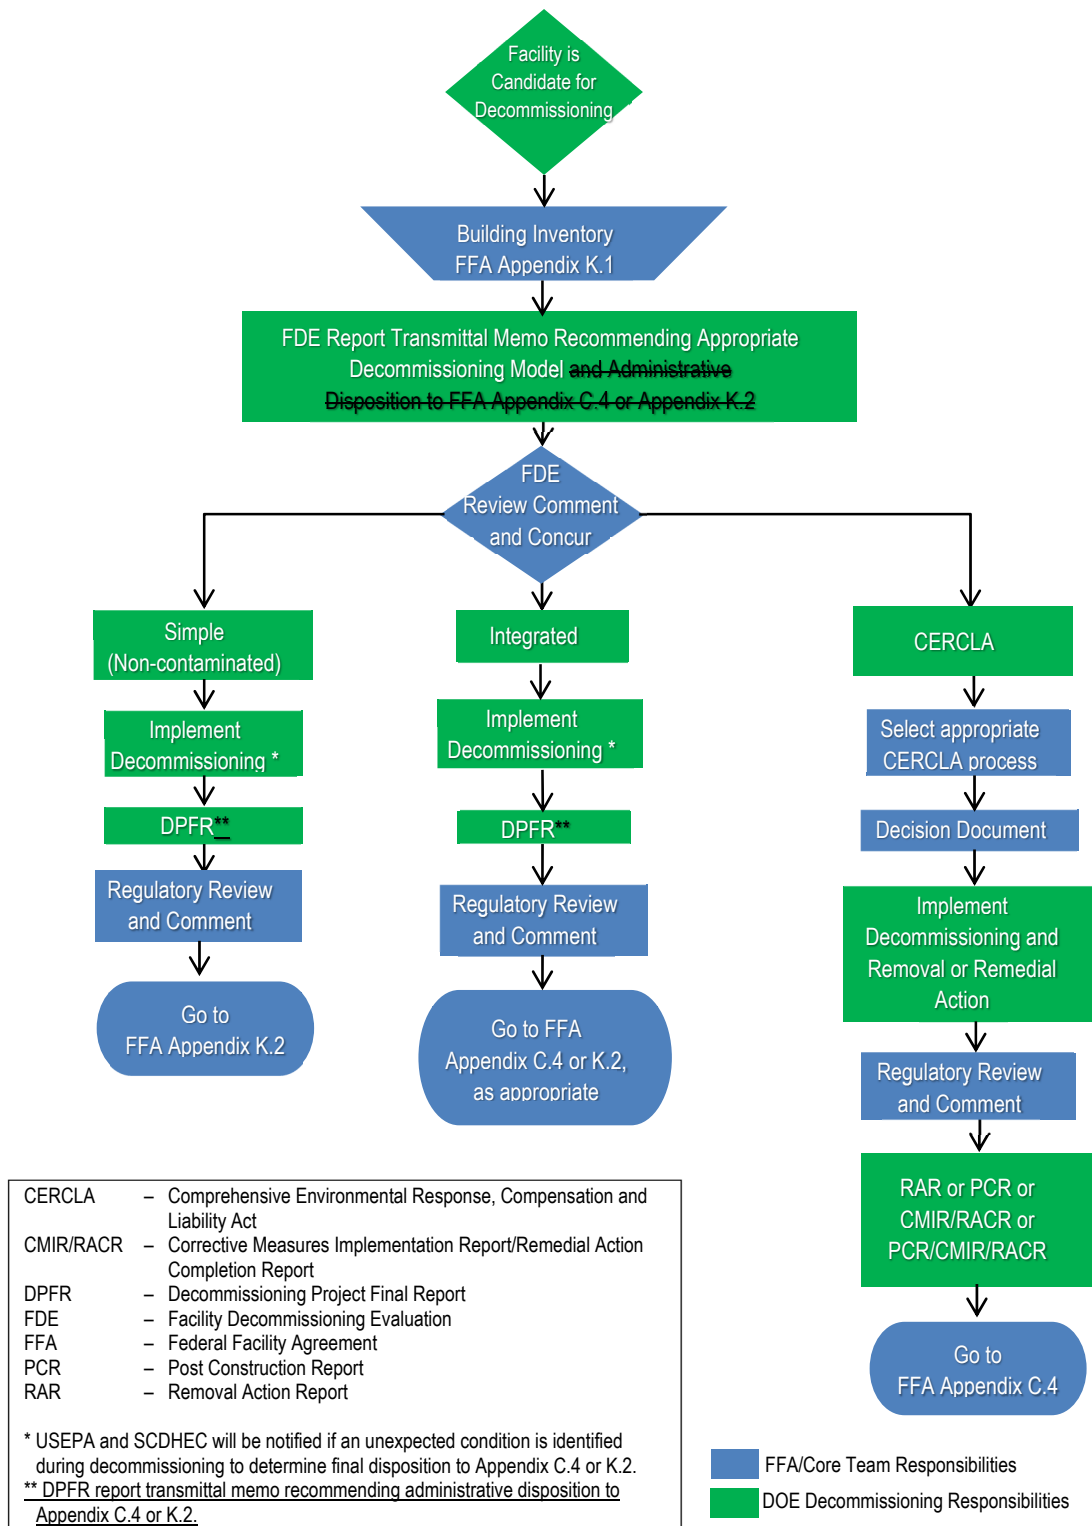 Facility is
Candidate for
Decommissioning
Building Inventory
FFA Appendix K.1
FDE Report Transmittal Memo Recommending Appropriate
Decommissioning Model and Administrative
Disposition to FFA Appendix C.4 or Appendix K.2
FDE
Review Comment
and Concur
Simple
(Non-contaminated)
Implement
Decommissioning *
DPFR**
Regulatory Review
and Comment
Go to
FFA Appendix K.2
Integrated
Implement
Decommissioning *
DPFR**
Regulatory Review
and Comment
Go to FFA
Appendix C.4 or K.2,
as appropriate
CERCLA
Select appropriate
CERCLA process
Decision Document
Implement
Decommissioning and
Removal or Remedial
Action
Regulatory Review
and Comment
RAR or PCR or
CMIR/RACR or
PCR/CMIR/RACR
Go to
FFA Appendix C.4
CERCLA – Comprehensive Environmental Response, Compensation and
Liability Act
CMIR/RACR – Corrective Measures Implementation Report/Remedial Action
Completion Report
DPFR – Decommissioning Project Final Report
FDE – Facility Decommissioning Evaluation
FFA – Federal Facility Agreement
PCR – Post Construction Report
RAR – Removal Action Report
* USEPA and SCDHEC will be notified if an unexpected condition is identified
during decommissioning to determine final disposition to Appendix C.4 or K.2.
** DPFR report transmittal memo recommending administrative disposition to
Appendix C.4 or K.2.
FFA/Core Team Responsibilities
DOE Decommissioning Responsibilities